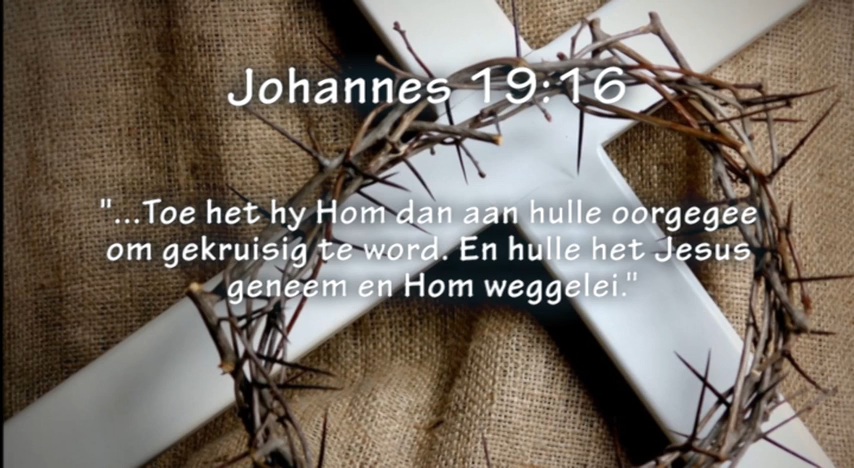 Johannes 19:16
"...Toe het hy Hom dan aan hulle oorgegee
om gekruisig te word. En hulle het Jesus
geneem en Hom weggelei."